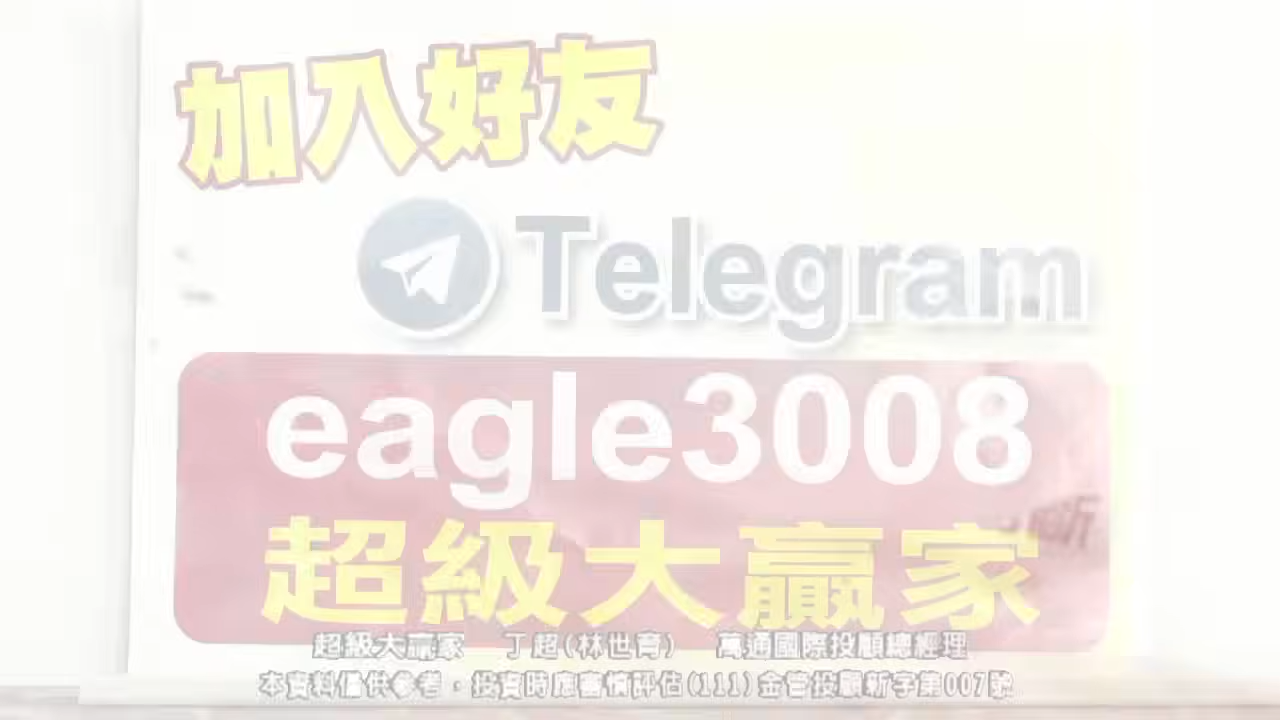 加入好友
Telegram
eagle3008
超級大贏家
超級大贏家 丁超(林世育) 萬通國際投顧總經理
本資料僅供參考，投資時應審慎評估(111)金管投顧新字第007號